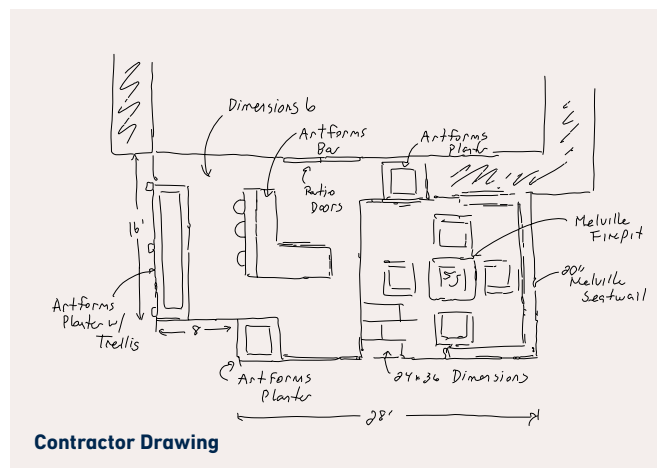 Dimensions 6
Artforms
Bar
Artforms
Planter
Patio
Doors
16'
Melville
Firepit
20"
Melville
Seatwall
Artforms
Planter w/
Trellis
8
Artforms
Planter
24x36 Dimensions
28'
Contractor Drawing